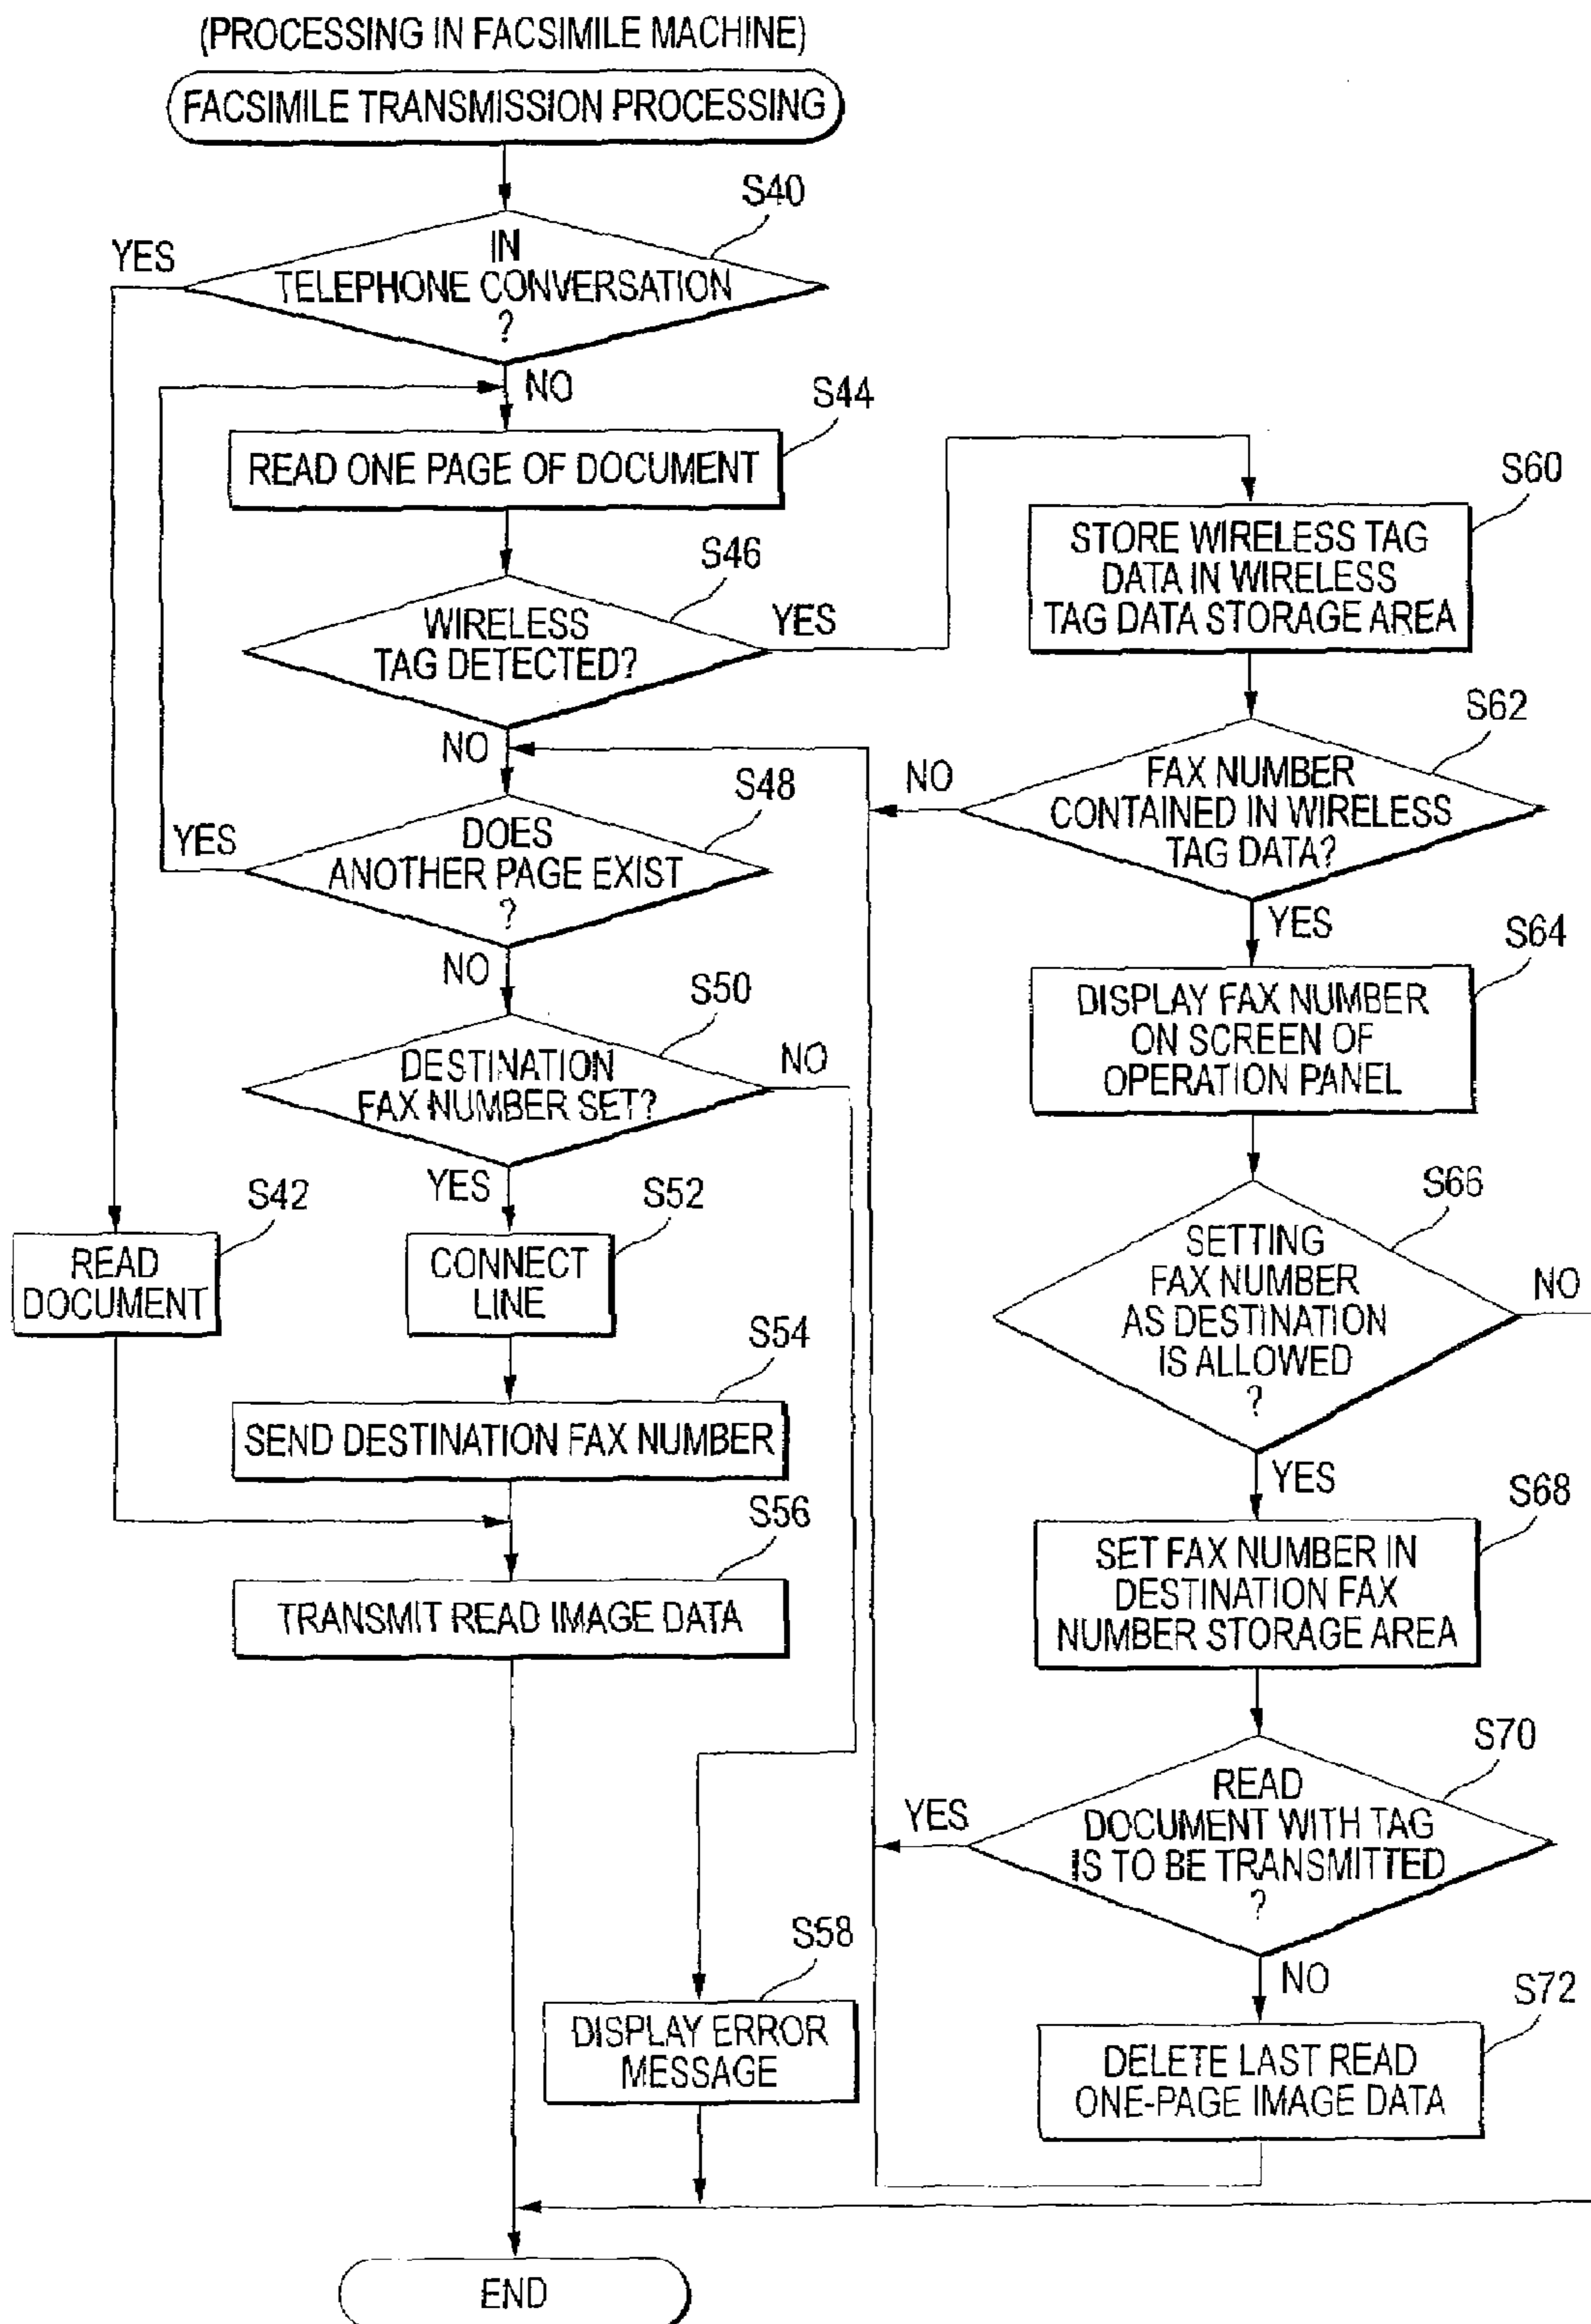 (PROCESSING IN FACSIMILE MACHINE)
FACSIMILE TRANSMISSION PROCESSING
S40
YES
IN
TELEPHONE CONVERSATION
?
NO
S44
READ ONE PAGE OF DOCUMENT
S46
WIRELESS
TAG DETECTED?
YES
NO
S48
DOES
ANOTHER PAGE EXIST
?
YES
NO
S50
DESTINATION
FAX NUMBER SET?
NO
YES
S42
READ
DOCUMENT
S52
CONNECT
LINE
S54
SEND DESTINATION FAX NUMBER
S56
TRANSMIT READ IMAGE DATA
S58
DISPLAY ERROR
MESSAGE
END
S60
STORE WIRELESS TAG
DATA IN WIRELESS
TAG DATA STORAGE AREA
S62
NO
FAX NUMBER
CONTAINED IN WIRELESS
TAG DATA?
YES
S64
DISPLAY FAX NUMBER
ON SCREEN OF
OPERATION PANEL
S66
SETTING
FAX NUMBER
AS DESTINATION
IS ALLOWED
?
NO
YES
S68
SET FAX NUMBER IN
DESTINATION FAX
NUMBER STORAGE AREA
S70
YES
READ
DOCUMENT WITH TAG
IS TO BE TRANSMITTED
?
NO
S72
DELETE LAST READ
ONE-PAGE IMAGE DATA